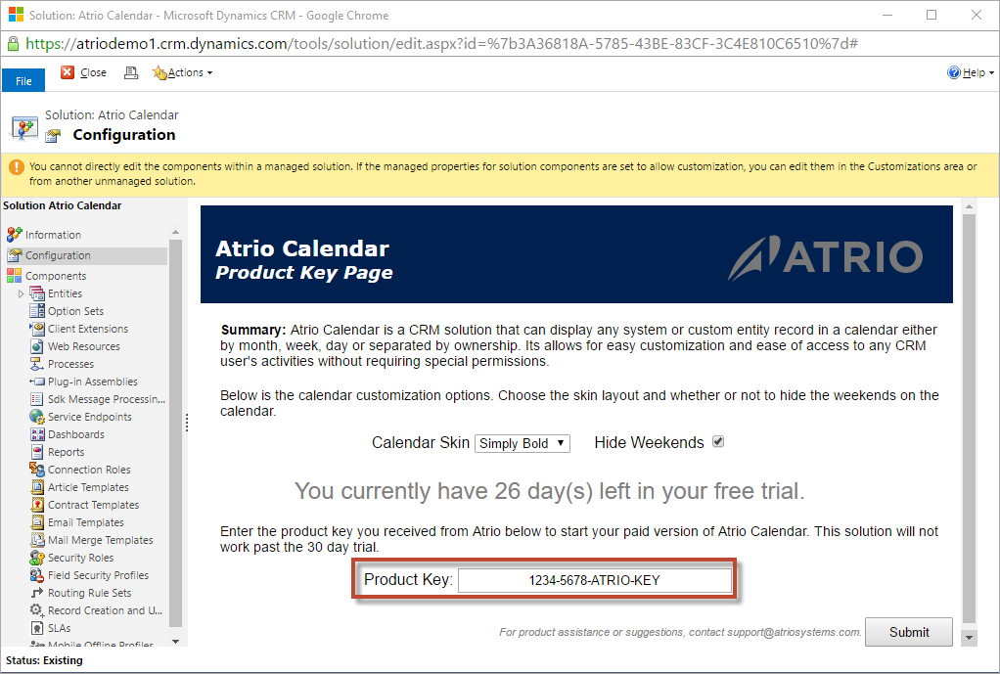 Solution: Atrio Calendar - Microsoft Dynamics CRM - Google Chrome
https://atriodemo1.crm.dynamics.com/tools/solution/edit.aspx?id=%7b3A36818A-5785-43BE-83CF-3C4E810C6510%7d#
File
Close
Actions
Help
Solution: Atrio Calendar
Configuration
You cannot directly edit the components within a managed solution. If the managed properties for solution components are set to allow customization, you can edit them in the Customizations area or
from another unmanaged solution.
Solution Atrio Calendar
Information
Configuration
Components
Entities
Option Sets
Client Extensions
Web Resources
Processes
Plug-in Assemblies
Sdk Message Processin...
Service Endpoints
Dashboards
Reports
Connection Roles
Article Templates
Contract Templates
Email Templates
Mail Merge Templates
Security Roles
Field Security Profiles
Routing Rule Sets
Record Creation and U...
SLAs
Mobile Offline Profiles
Atrio Calendar
Product Key Page
ATRIO
Summary: Atrio Calendar is a CRM solution that can display any system or custom entity record in a calendar either
by month, week, day or separated by ownership. Its allows for easy customization and ease of access to any CRM
user's activities without requiring special permissions.
Below is the calendar customization options. Choose the skin layout and whether or not to hide the weekends on the
calendar.
Calendar Skin Simply Bold Hide Weekends
You currently have 26 day(s) left in your free trial.
Enter the product key you received from Atrio below to start your paid version of Atrio Calendar. This solution will not
work past the 30 day trial.
Product Key: 1234-5678-ATRIO-KEY
For product assistance or suggestions, contact support@atriosystems.com.
Submit
Status: Existing